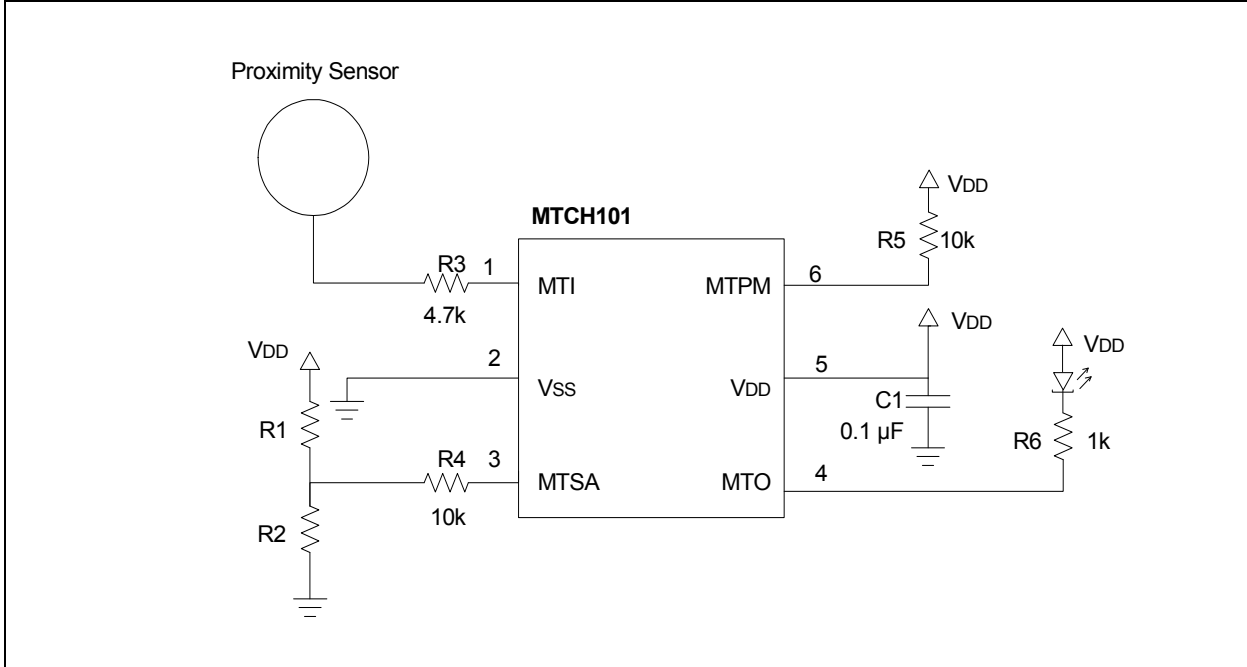 Proximity Sensor
MTCH101
R3
1
4.7k
MTI
MTPM
6
R5
10k
VDD
VDD
2
VSS
VDD
5
VDD
C1
0.1 µF
R1
R2
R4
3
10k
MTSA
MTO
4
VDD
R6
1k